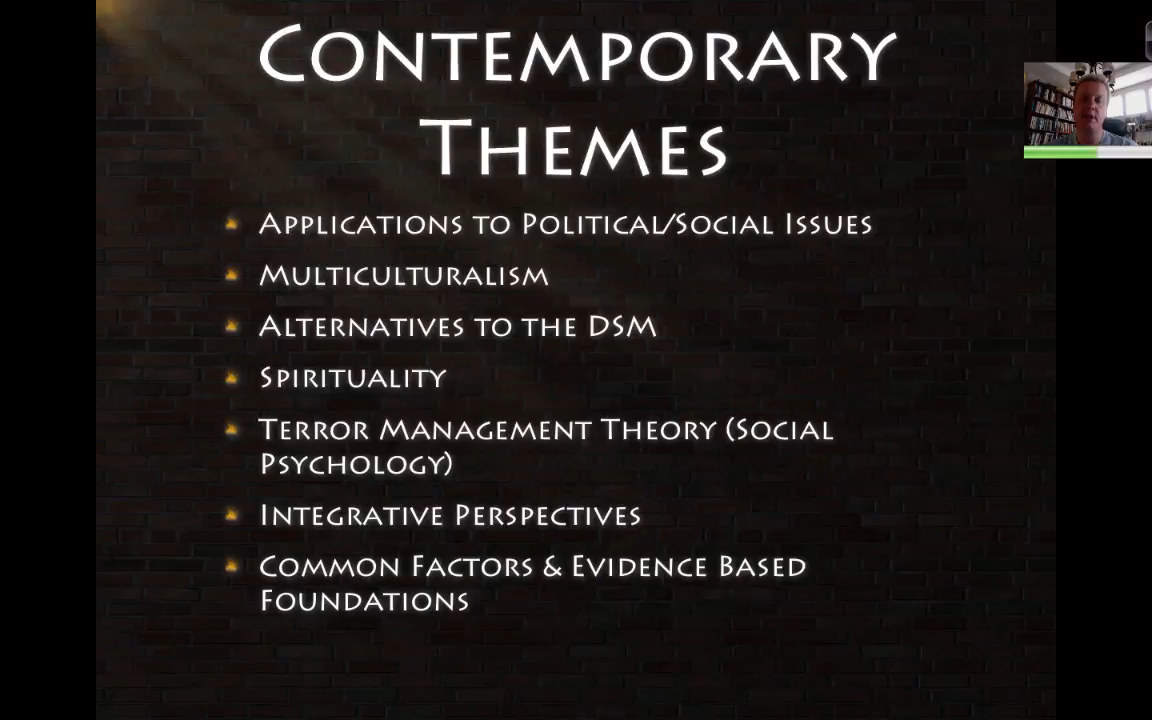 Contemporary
Themes
Applications to Political/Social Issues
Multiculturalism
Alternatives to the DSM
Spirituality
Terror Management Theory (Social
Psychology)
Integrative Perspectives
Common Factors & Evidence Based
Foundations